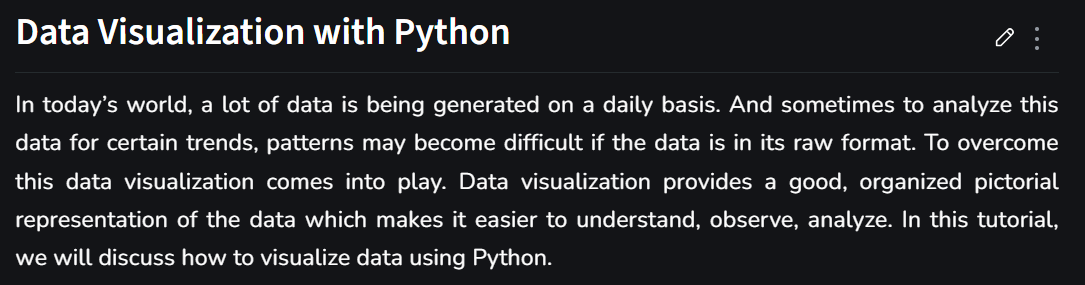 Data Visualization with Python
In today’s world, a lot of data is being generated on a daily basis. And sometimes to analyze this
data for certain trends, patterns may become difficult if the data is in its raw format. To overcome
this data visualization comes into play. Data visualization provides a good, organized pictorial
representation of the data which makes it easier to understand, observe, analyze. In this tutorial,
we will discuss how to visualize data using Python.